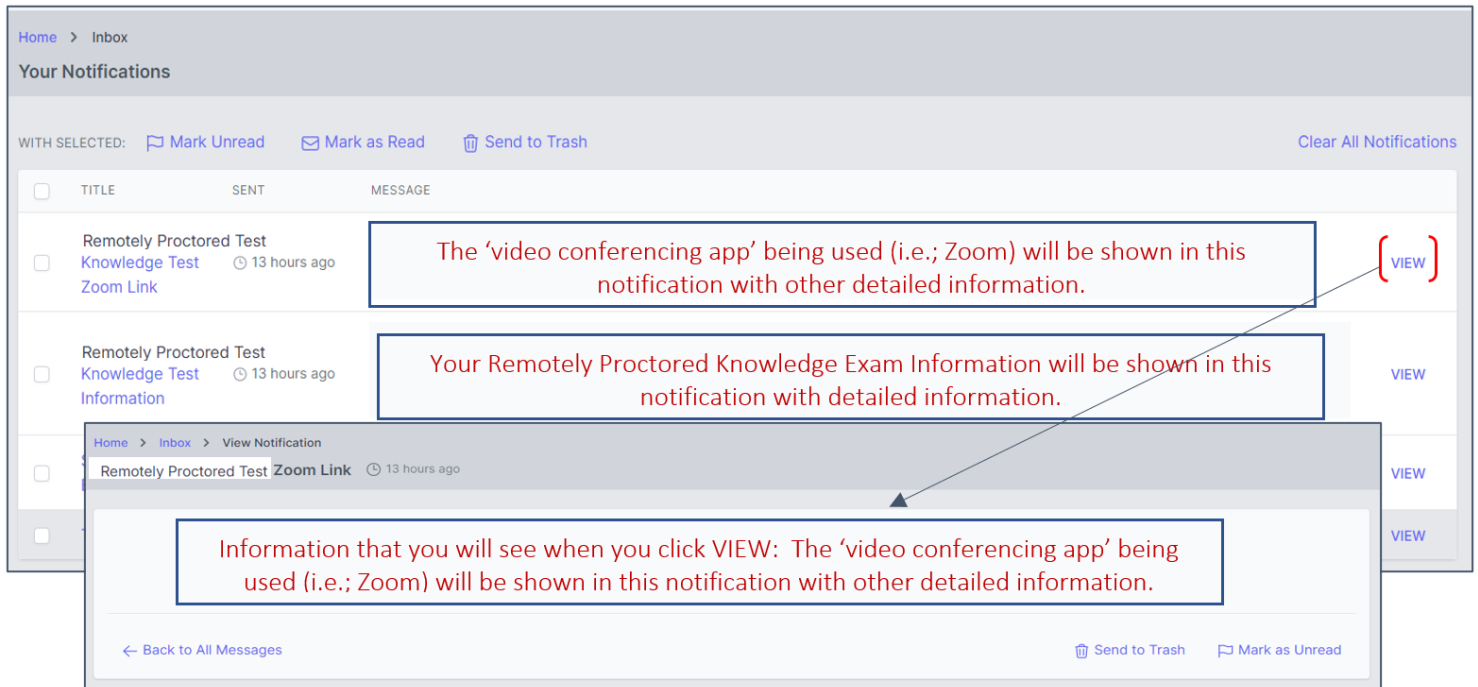 Home > Inbox
Your Notifications
WITH SELECTED: Mark Unread Mark as Read Send to Trash Clear All Notifications
TITLE SENT MESSAGE
Remotely Proctored Test
Knowledge Test 13 hours ago
Zoom Link
The ‘video conferencing app’ being used (i.e.; Zoom) will be shown in this
notification with other detailed information.
VIEW
Remotely Proctored Test
Knowledge Test 13 hours ago
Information
Your Remotely Proctored Knowledge Exam Information will be shown in this
notification with detailed information.
VIEW
VIEW
VIEW
Home > Inbox > View Notification
Remotely Proctored Test Zoom Link 13 hours ago
Information that you will see when you click VIEW: The ‘video conferencing app’ being
used (i.e.; Zoom) will be shown in this notification with other detailed information.
← Back to All Messages Send to Trash Mark as Unread